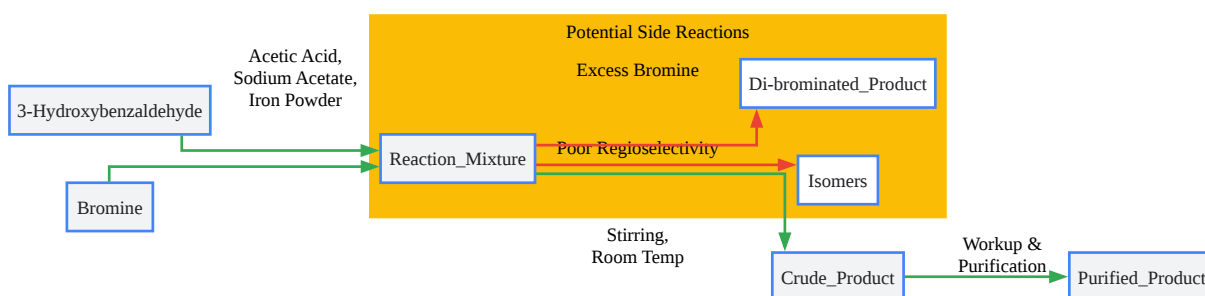 Potential Side Reactions
Acetic Acid,
Sodium Acetate,
Iron Powder
Excess Bromine
Di-brominated_Product
3-Hydroxybenzaldehyde
Poor Regioselectivity
Reaction_Mixture
Isomers
Bromine
Stirring,
Room Temp
Workup &
Purification
Crude_Product
Purified_Product